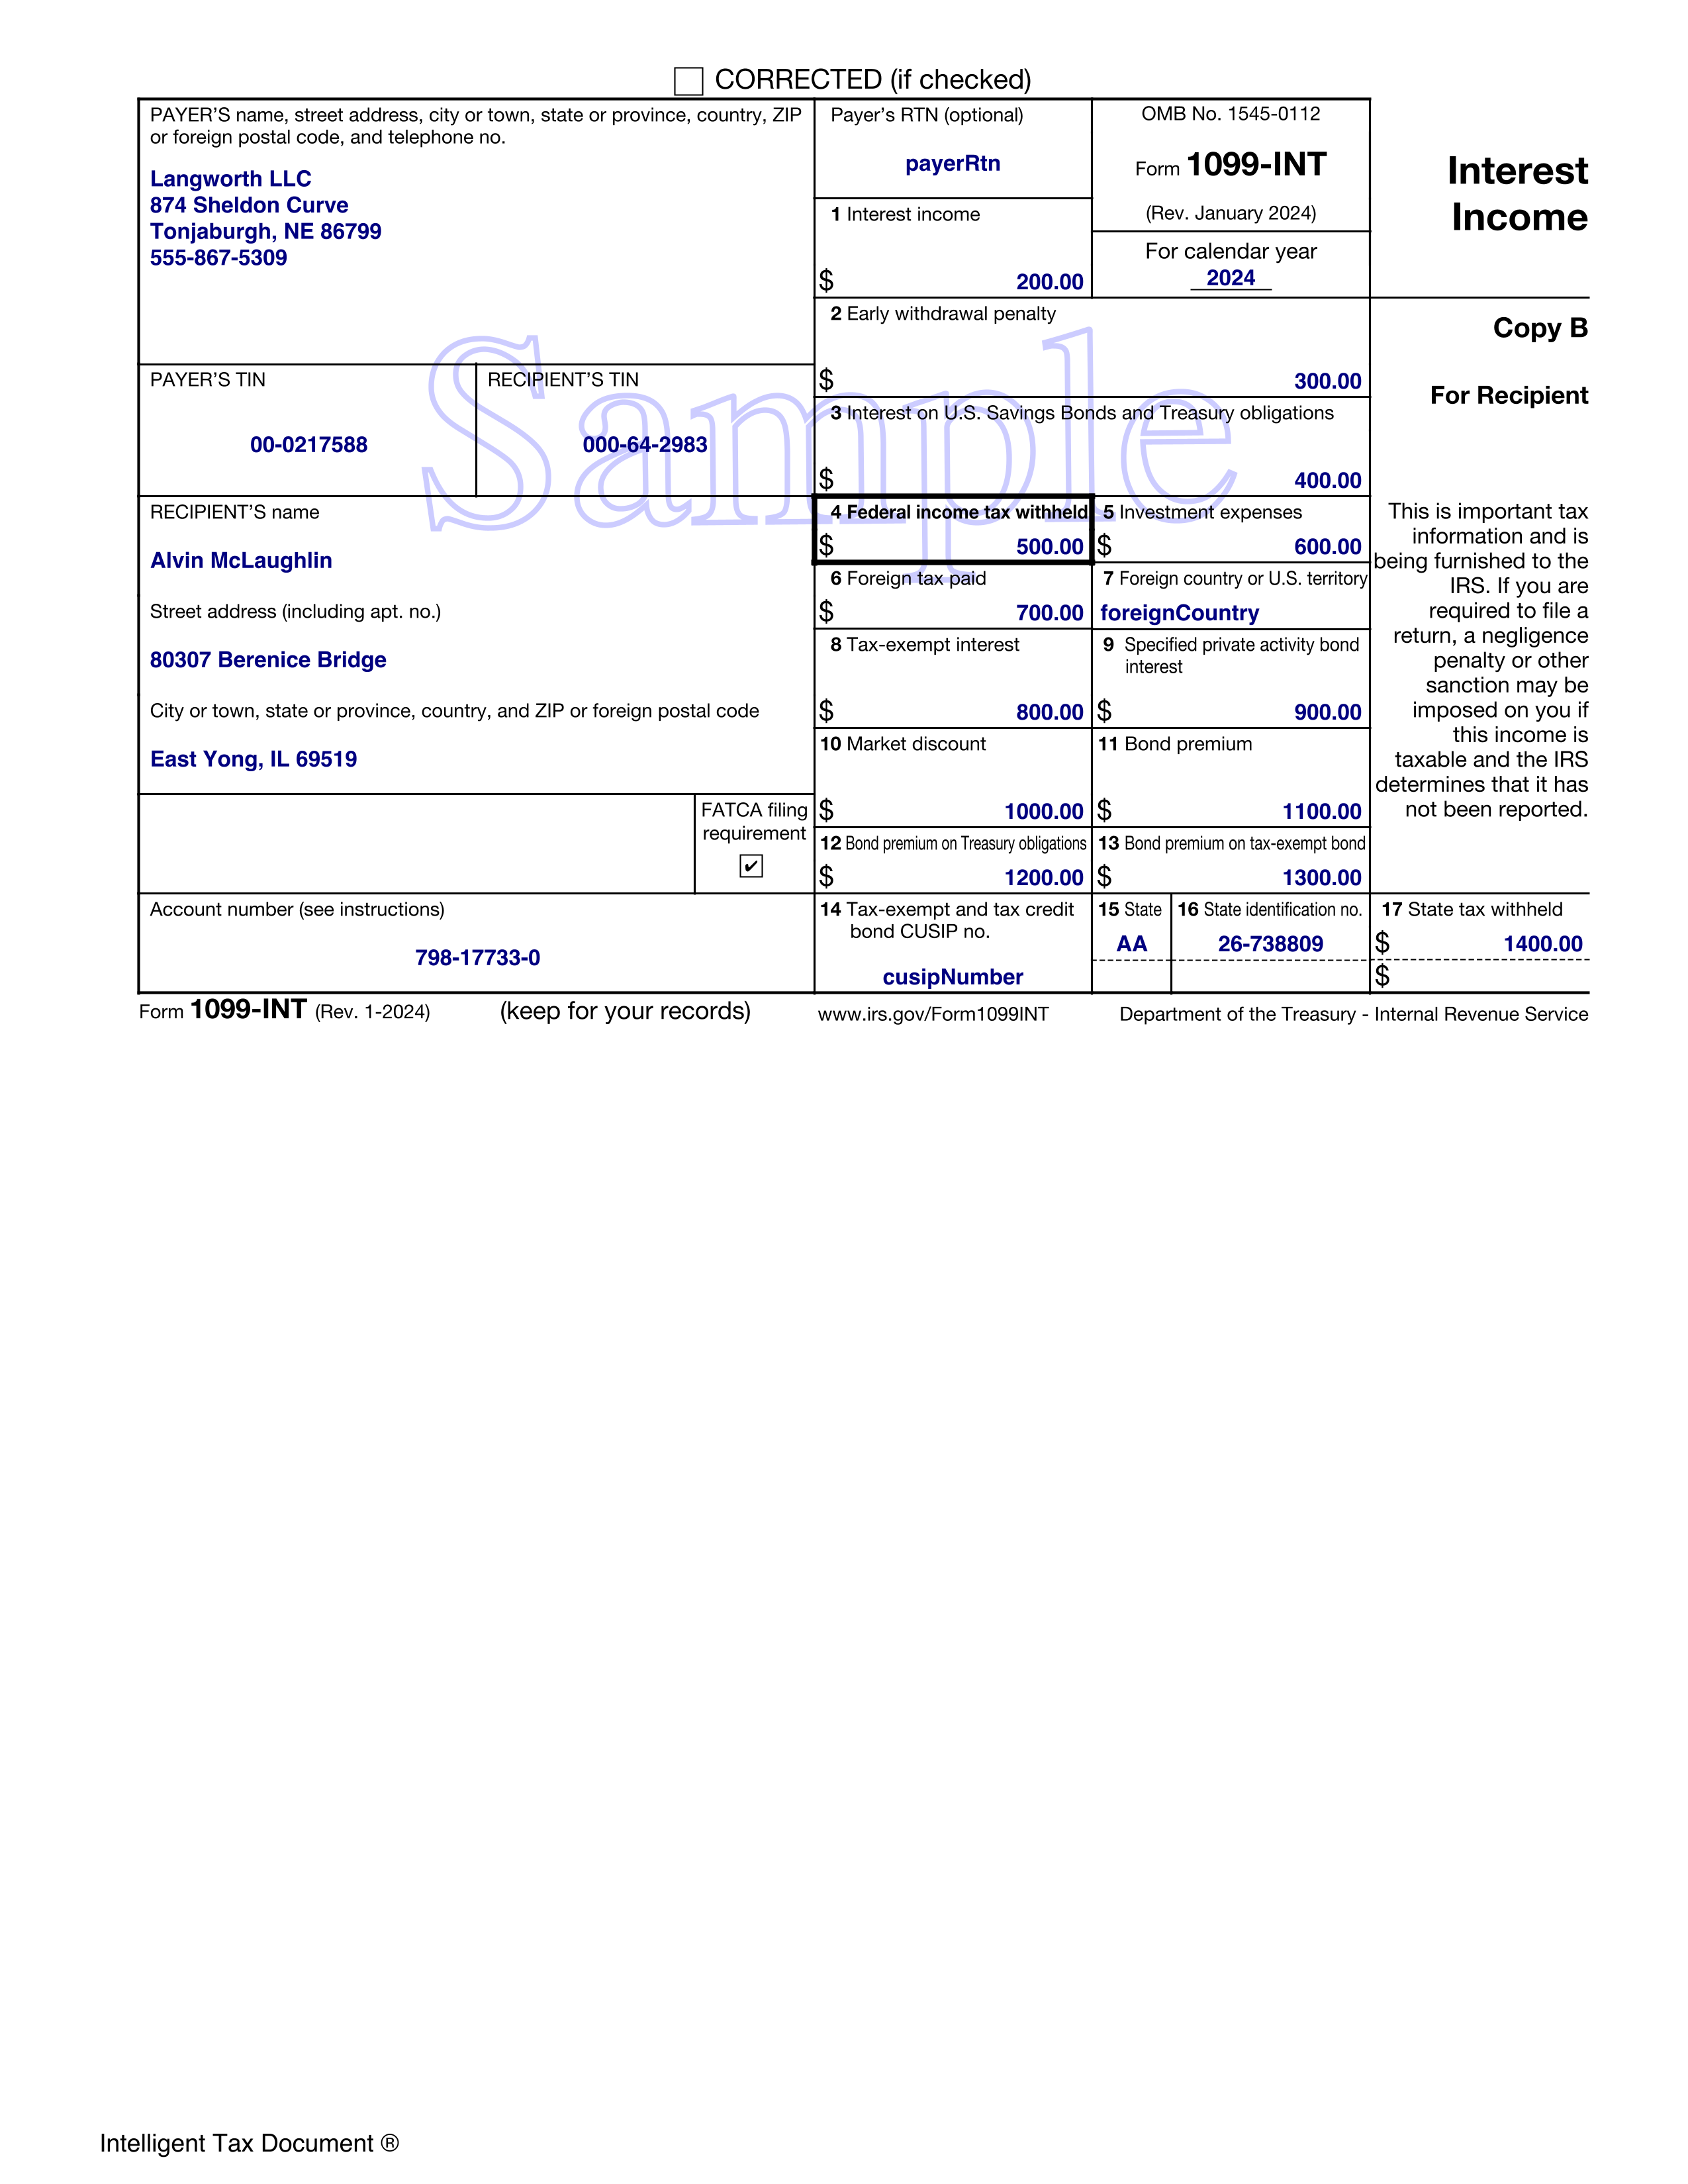 CORRECTED (if checked)
PAYER'S name, street address, city or town, state or province, country, ZIP
or foreign postal code, and telephone no.
Langworth LLC
874 Sheldon Curve
Tonjaburgh, NE 86799
555-867-5309
Payer's RTN (optional)
payerRtn
OMB No. 1545-0112
Form 1099-INT
(Rev. January 2024)
For calendar year
2024
Interest
Income
1 Interest income
$ 200.00
2 Early withdrawal penalty
$ 300.00
Copy B
For Recipient
PAYER'S TIN
00-0217588
RECIPIENT'S TIN
000-64-2983
3 Interest on U.S. Savings Bonds and Treasury obligations
$ 400.00
Sample
RECIPIENT'S name
Alvin McLaughlin
Street address (including apt. no.)
80307 Berenice Bridge
City or town, state or province, country, and ZIP or foreign postal code
East Yong, IL 69519
4 Federal income tax withheld
$ 500.00
5 Investment expenses
$ 600.00
6 Foreign tax paid
$ 700.00
7 Foreign country or U.S. territory
foreignCountry
8 Tax-exempt interest
$ 800.00
9 Specified private activity bond
interest
$ 900.00
10 Market discount
$ 1000.00
11 Bond premium
$ 1100.00
This is important tax
information and is
being furnished to the
IRS. If you are
required to file a
return, a negligence
penalty or other
sanction may be
imposed on you if
this income is
taxable and the IRS
determines that it has
not been reported.
FATCA filing
requirement
✔
12 Bond premium on Treasury obligations
$ 1200.00
13 Bond premium on tax-exempt bond
$ 1300.00
Account number (see instructions)
798-17733-0
14 Tax-exempt and tax credit
bond CUSIP no.
cusipNumber
15 State
AA
16 State identification no.
26-738809
17 State tax withheld
$ 1400.00
$
Form 1099-INT (Rev. 1-2024)
(keep for your records)
www.irs.gov/Form1099INT
Department of the Treasury - Internal Revenue Service
Intelligent Tax Document ®